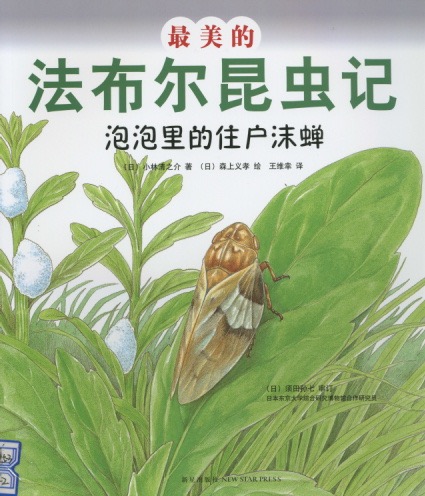 最美的
法布尔昆虫记
泡泡里的住户沫蝉
（日）小林清之介 著 （日）森上义孝 绘 王维幸 译
（日）须田孙七 审订
日本东京大学综合研究博物馆合作研究员
新星出版社 NEW STAR PRESS